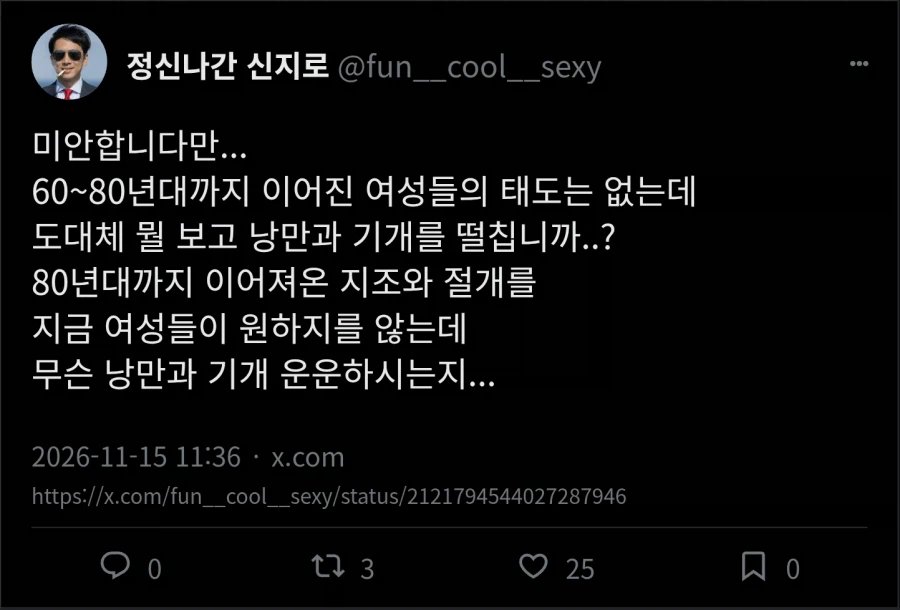 정신나간 신지로 @fun__cool__sexy
미안합니다만...
60~80년대까지 이어진 여성들의 태도는 없는데
도대체 뭘 보고 낭만과 기개를 떨칩니까..?
80년대까지 이어져온 지조와 절개를
지금 여성들이 원하지를 않는데
무슨 낭만과 기개 운운하시는지...
2026-11-15 11:36 · x.com
https://x.com/fun__cool__sexy/status/2121794544027287946
0 3 25 0